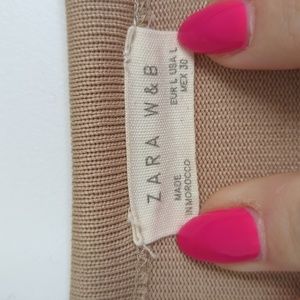 ZARA W & B
EUR L USA L
MEX 30
MADE
IN MOROCCO